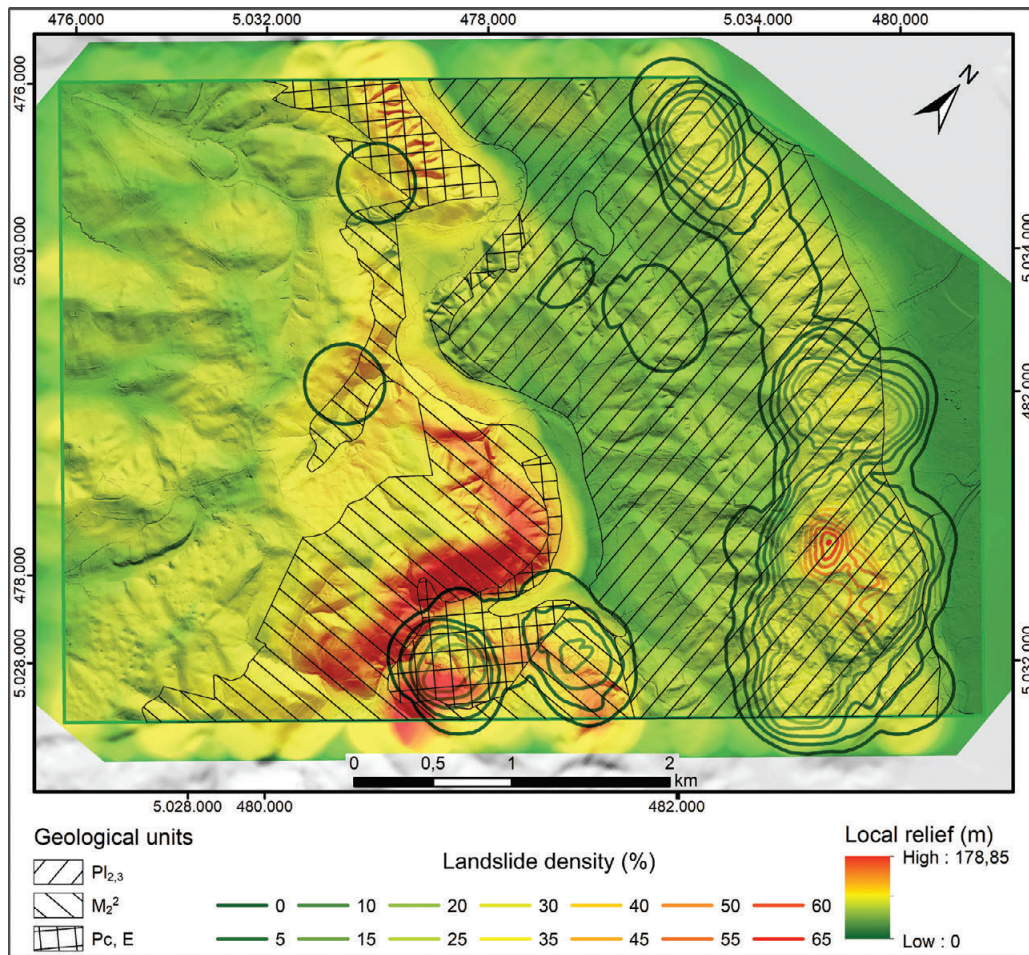 476.000 5.032.000 478.000 5.034.000 480.000
N
476.000
5.030.000
478.000
5.028.000
5.034.000
482.000
5.032.000
0 0,5 1 2
km
5.028.000 480.000 482.000
Geological units
Pl₂,₃
M₂²
Pc, E
Landslide density (%)
0 10 20 30 40 50 60
5 15 25 35 45 55 65
Local relief (m)
High : 178,85
Low : 0